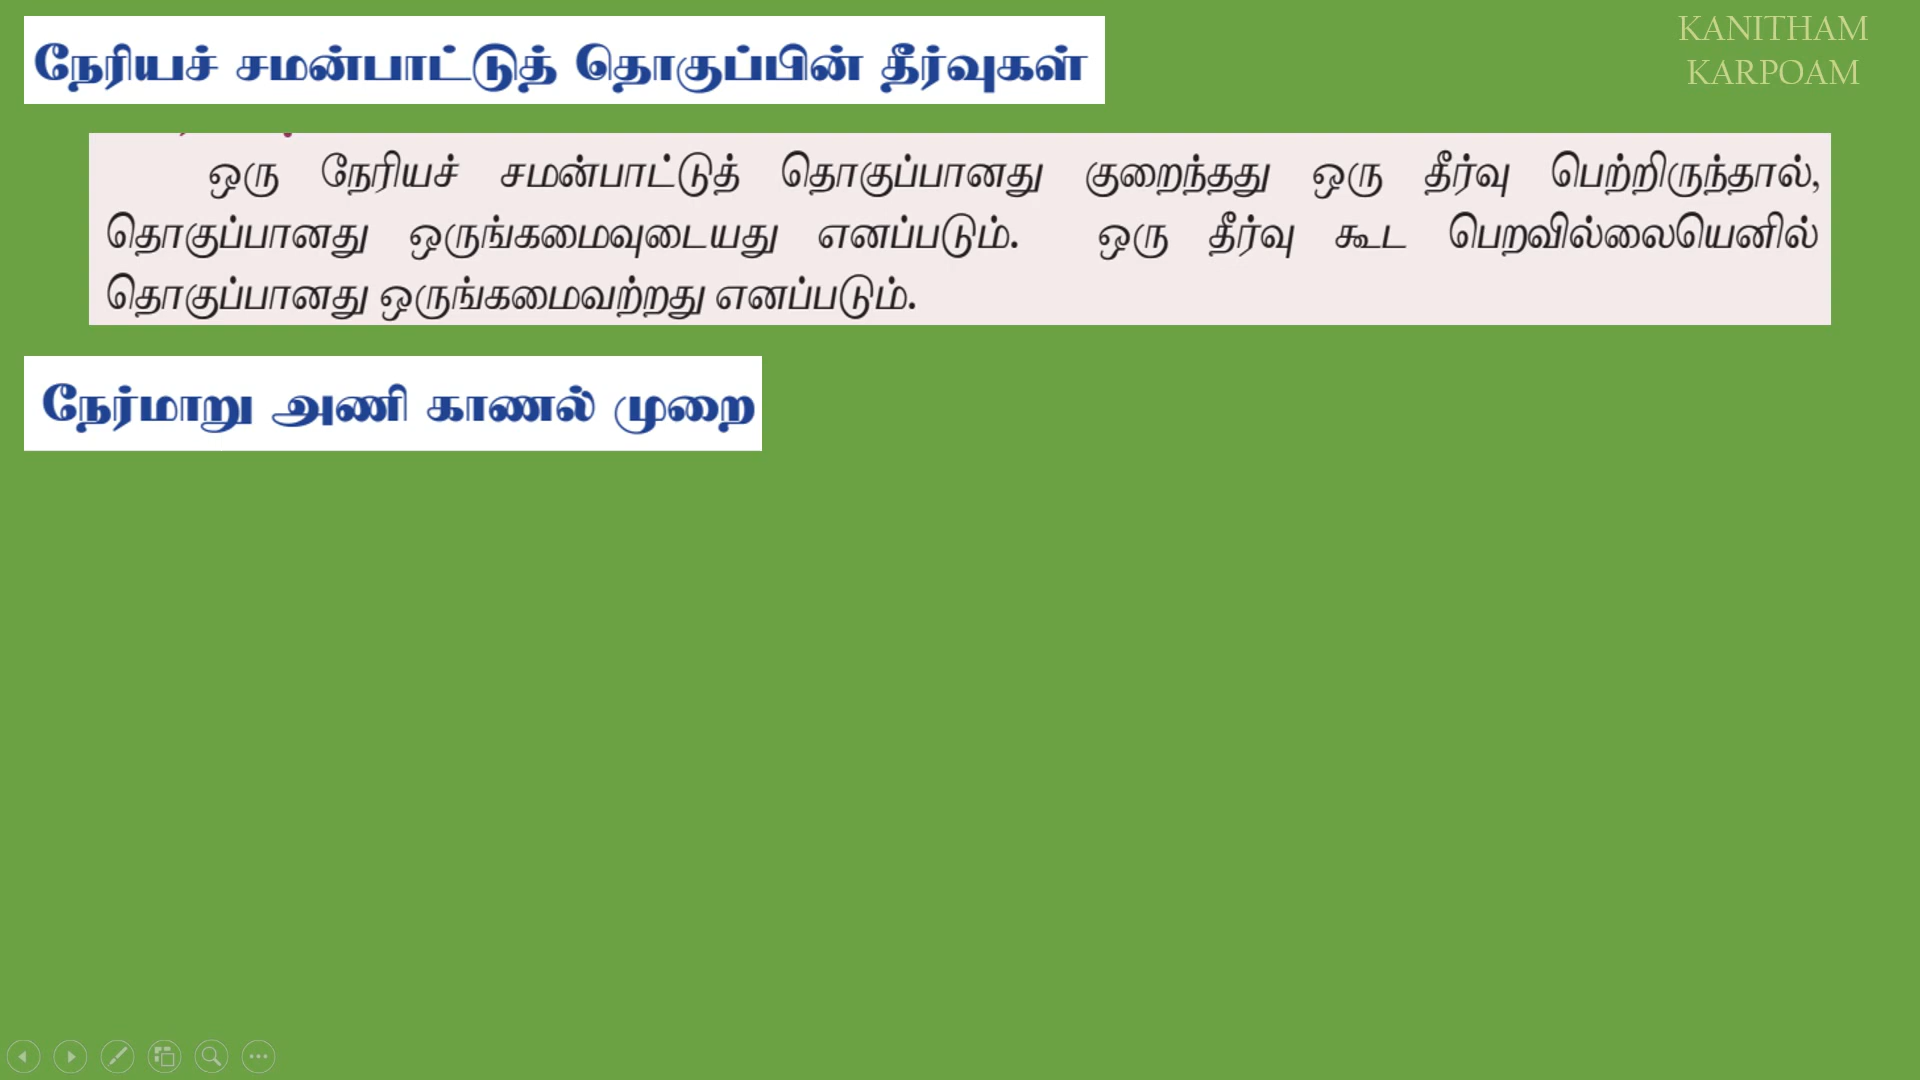 நேரியச் சமன்பாட்டுத் தொகுப்பின் தீர்வுகள்
KANITHAM
KARPOAM
ஒரு நேரியச் சமன்பாட்டுத் தொகுப்பானது குறைந்தது ஒரு தீர்வு பெற்றிருந்தால்,
தொகுப்பானது ஒருங்கமைவுடையது எனப்படும். ஒரு தீர்வு கூட பெறவில்லையெனில்
தொகுப்பானது ஒருங்கமைவற்றது எனப்படும்.
நேர்மாறு அணி காணல் முறை